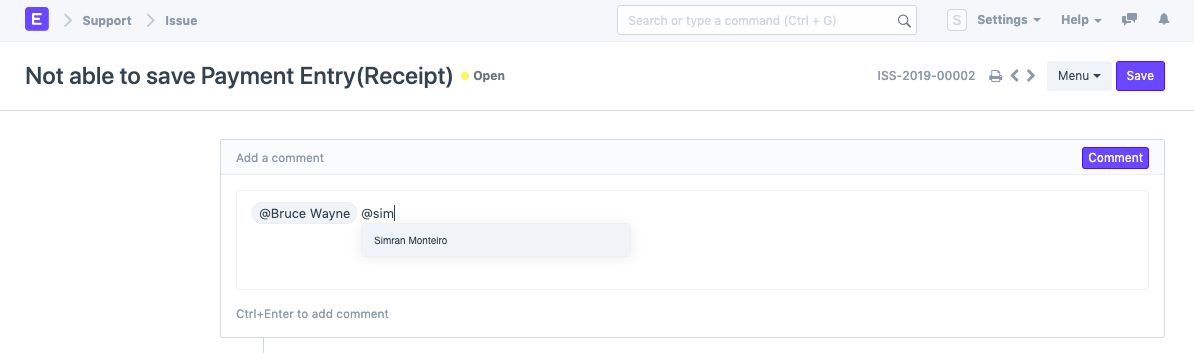 E Support Issue Search or type a command (Ctrl + G) S Settings Help
Not able to save Payment Entry(Receipt) Open ISS-2019-00002 Menu Save
Add a comment Comment
@Bruce Wayne @sim
Simran Monteiro
Ctrl+Enter to add comment